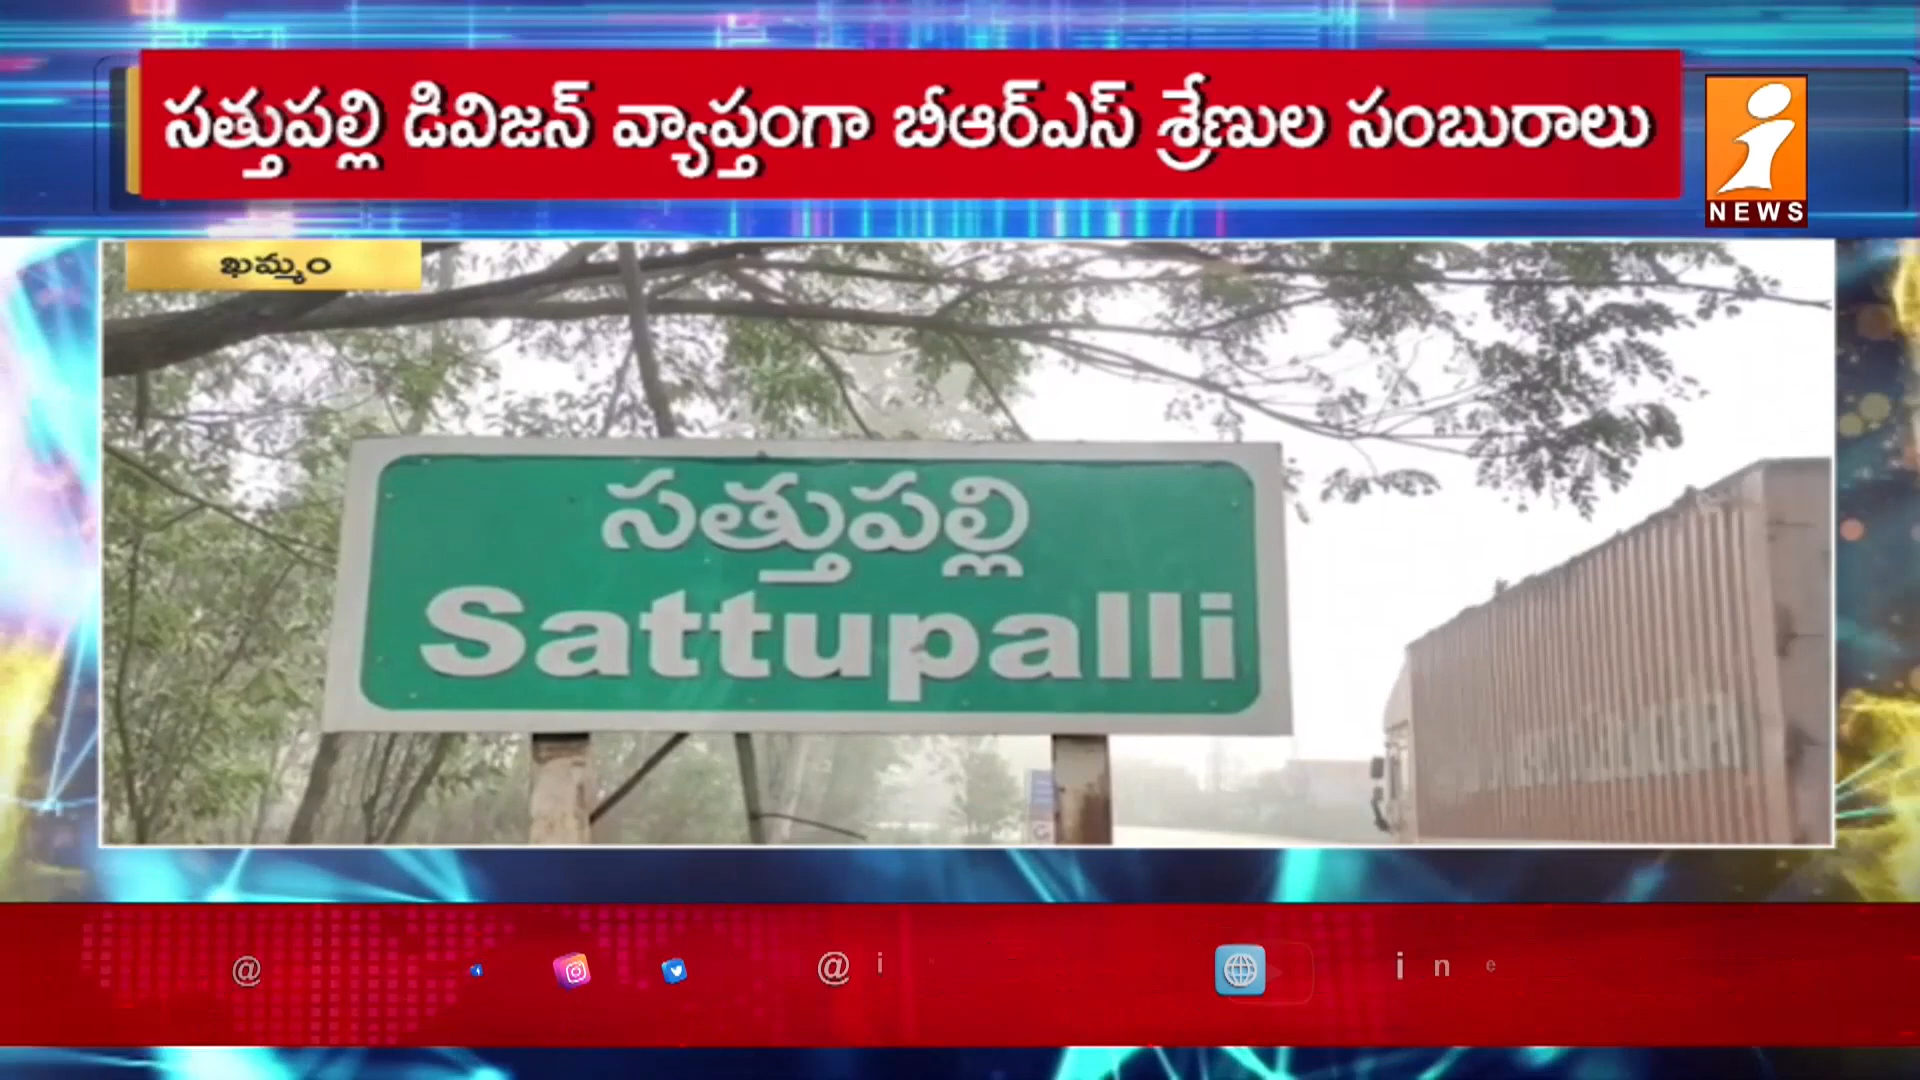 సత్తుపల్లి డివిజన్ వ్యాప్తంగా బీఆర్ఎస్ శ్రేణుల సంబురాలు
i
NEWS
ఖమ్మం
సత్తుపల్లి
Sattupalli
@ @ i i n e